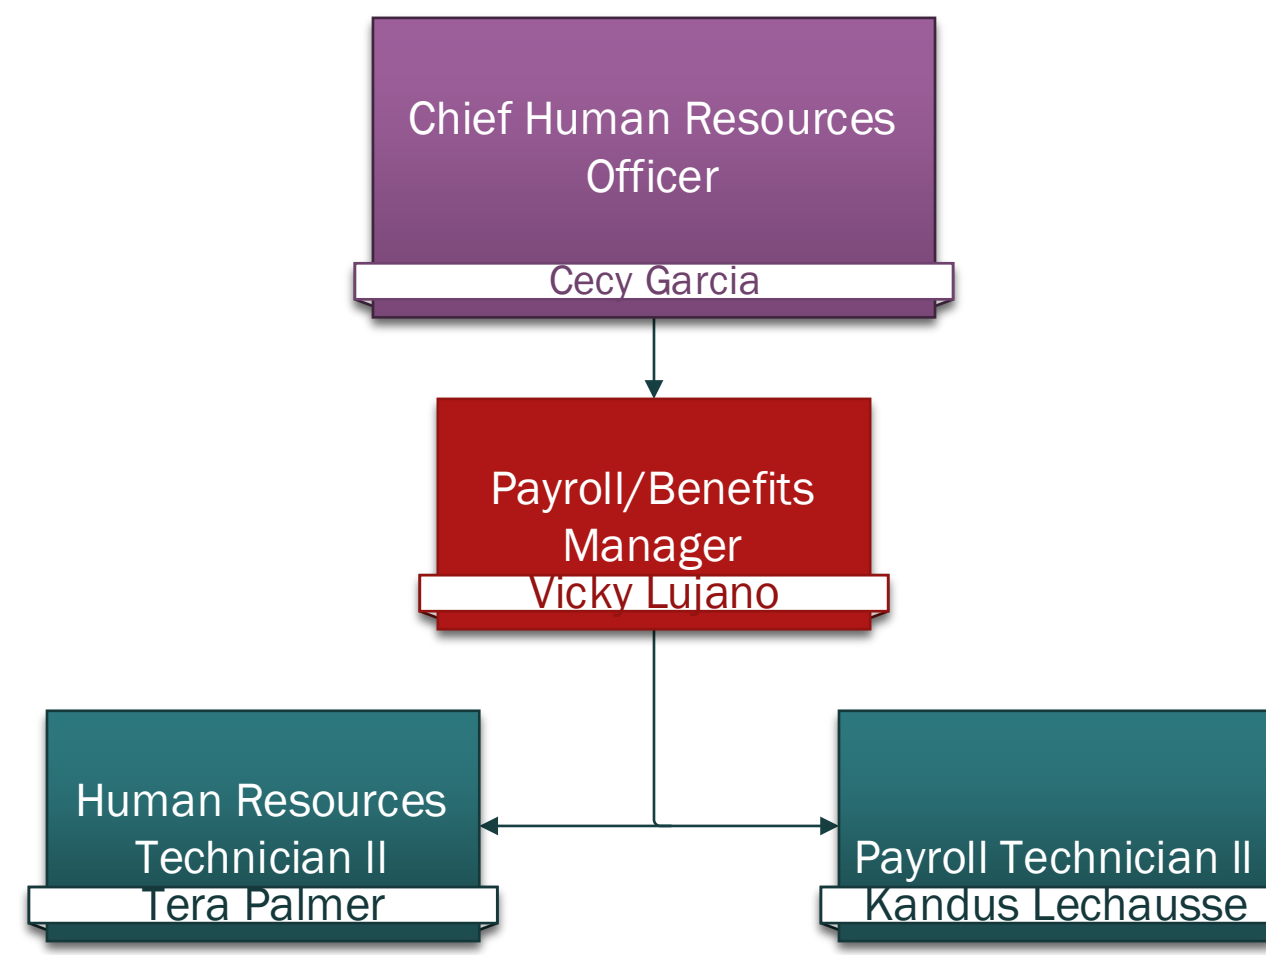 Chief Human Resources
Officer
Cecy Garcia
Payroll/Benefits
Manager
Vicky Lujano
Human Resources
Technician II
Tera Palmer
Payroll Technician II
Kandus Lechausse